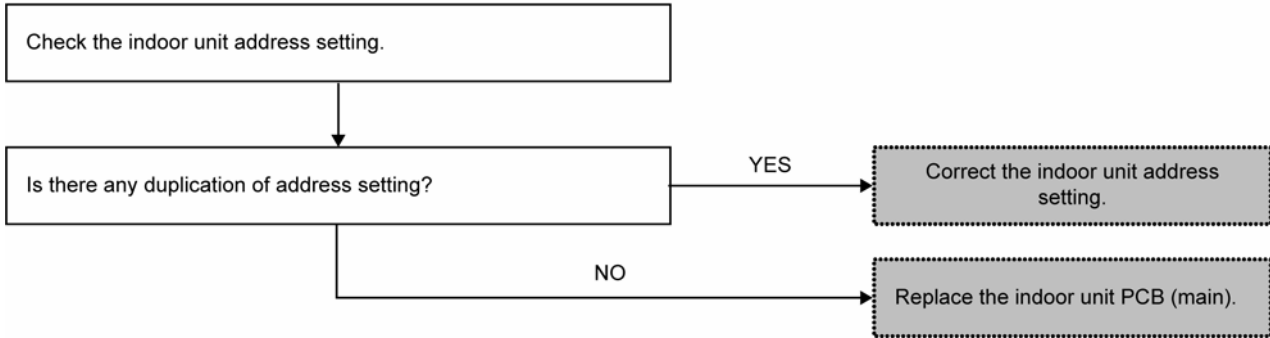 Check the indoor unit address setting.
Is there any duplication of address setting?
YES
Correct the indoor unit address
setting.
NO
Replace the indoor unit PCB (main).